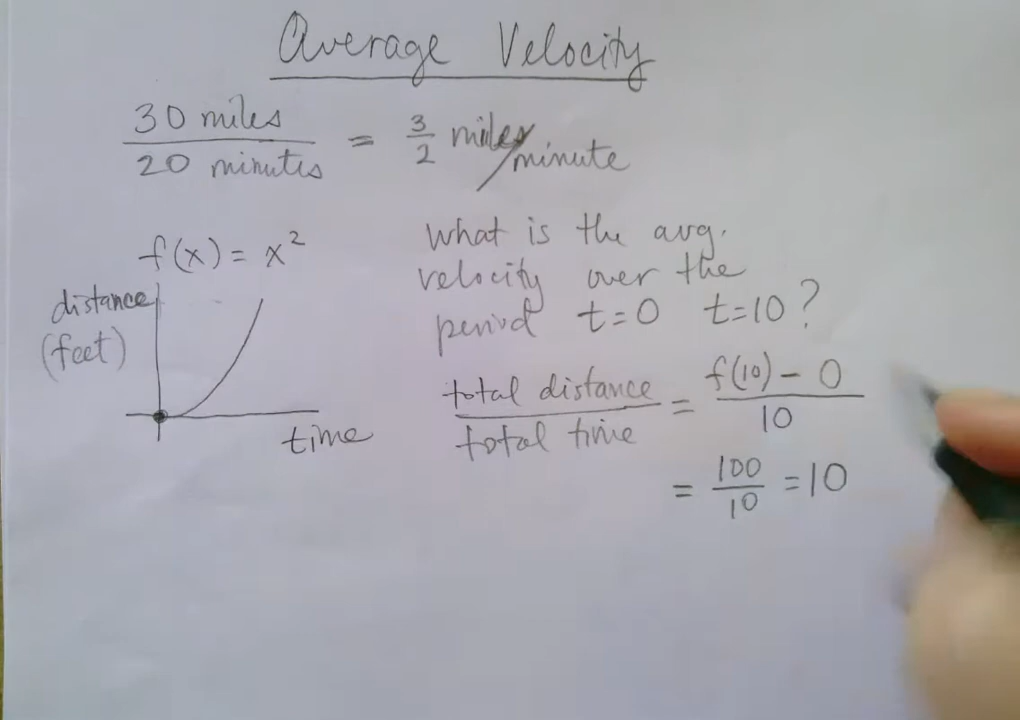 Average Velocity
30 miles
20 minutes
= 3/2 miles/minute
f(x) = x²
distance
(feet)
time
What is the avg.
velocity over the
period t=0 t=10?
total distance
total time
= f(10) - 0
10
= 100/10 = 10